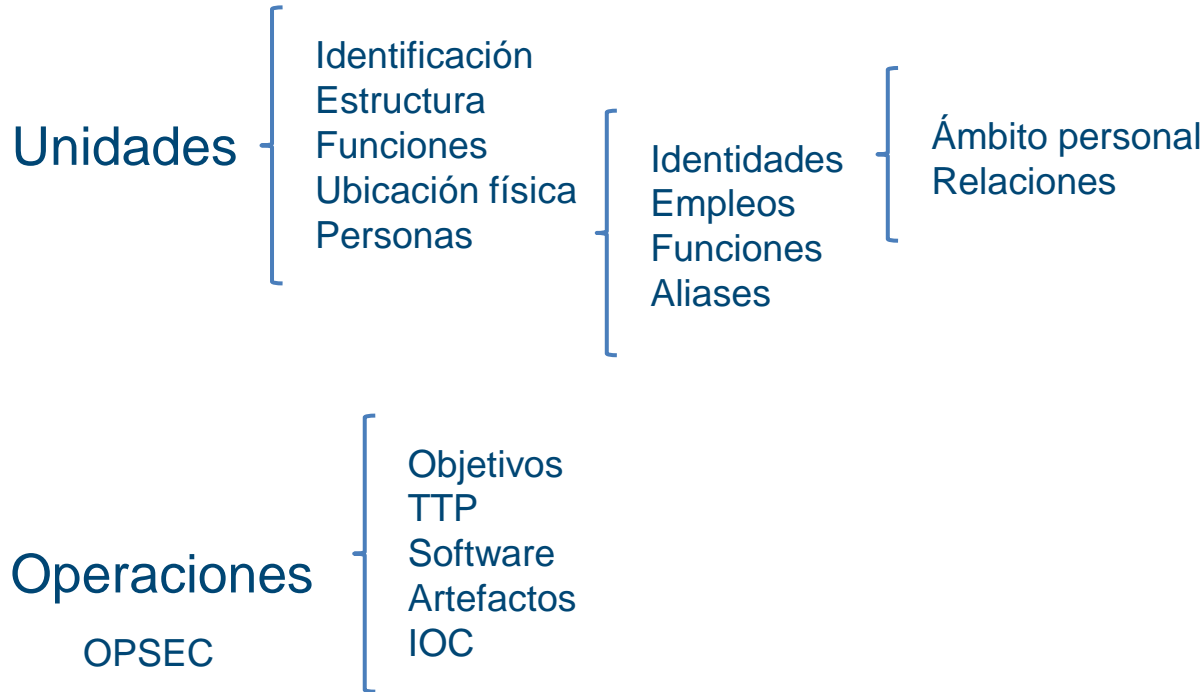 Unidades
Identificación
Estructura
Funciones
Ubicación física
Personas
Identidades
Empleos
Funciones
Aliases
Ámbito personal
Relaciones
Operaciones
OPSEC
Objetivos
TTP
Software
Artefactos
IOC